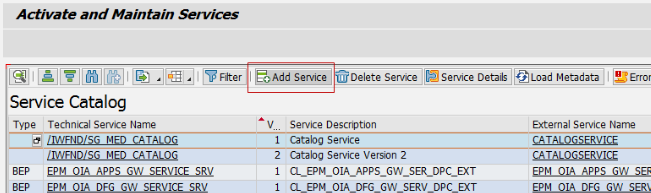 Activate and Maintain Services
Filter Add Service Delete Service Service Details Load Metadata Error
Service Catalog
Type Technical Service Name V... Service Description External Service Name
/IWFND/SG_MED_CATALOG 1 Catalog Service CATALOGSERVICE
/IWFND/SG_MED_CATALOG 2 Catalog Service Version 2 CATALOGSERVICE
BEP EPM_OIA_APPS_GW_SERVICE_SRV 1 CL_EPM_OIA_APPS_GW_SER_DPC_EXT EPM_OIA_APPS_GW_SERVICE
BEP EPM_OIA_DFG_GW_SERVICE_SRV 1 CL_EPM_OIA_DFG_GW_SERV_DPC_EXT EPM_OIA_DFG_GW_SERVICE